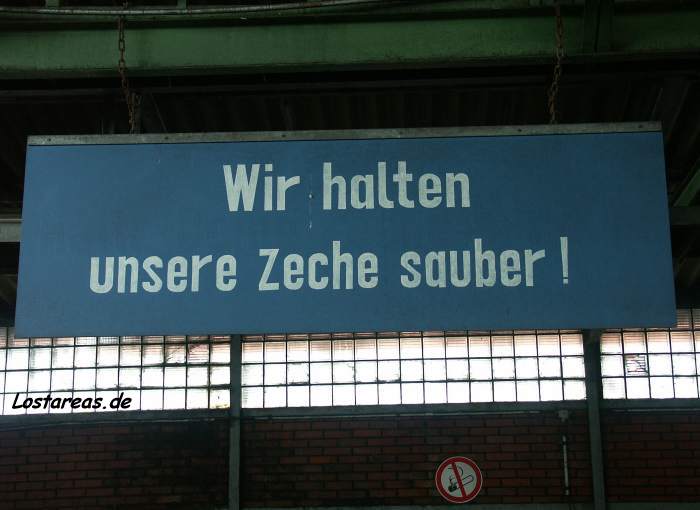 Wir halten
unsere Zeche sauber!
Lostareas.de